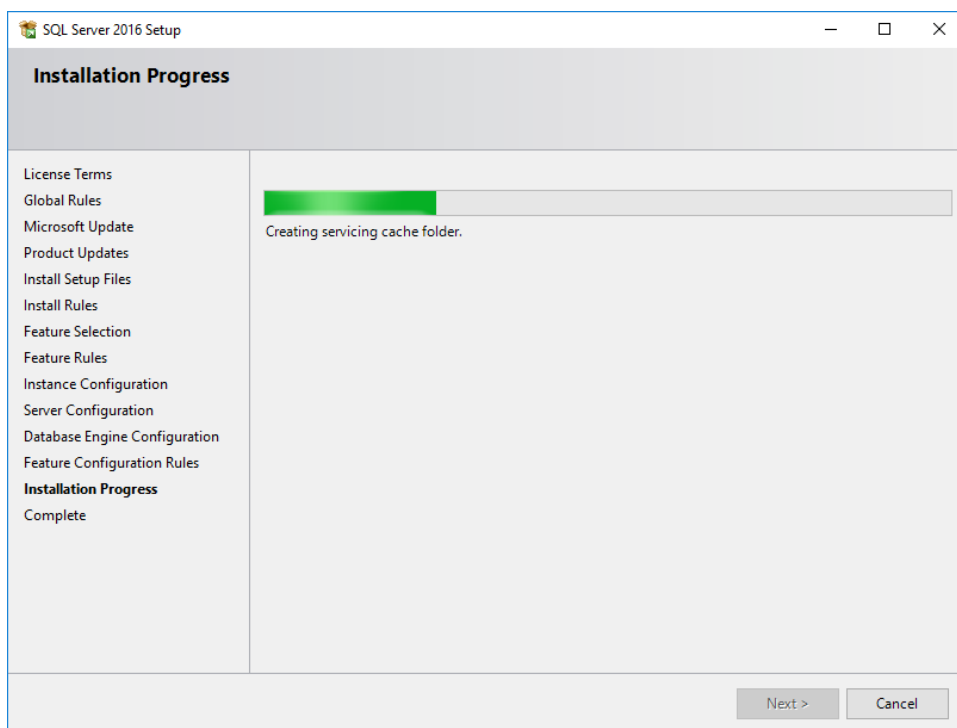 SQL Server 2016 Setup
Installation Progress
License Terms
Global Rules
Microsoft Update
Product Updates
Install Setup Files
Install Rules
Feature Selection
Feature Rules
Instance Configuration
Server Configuration
Database Engine Configuration
Feature Configuration Rules
Installation Progress
Complete
Creating servicing cache folder.
Next >
Cancel